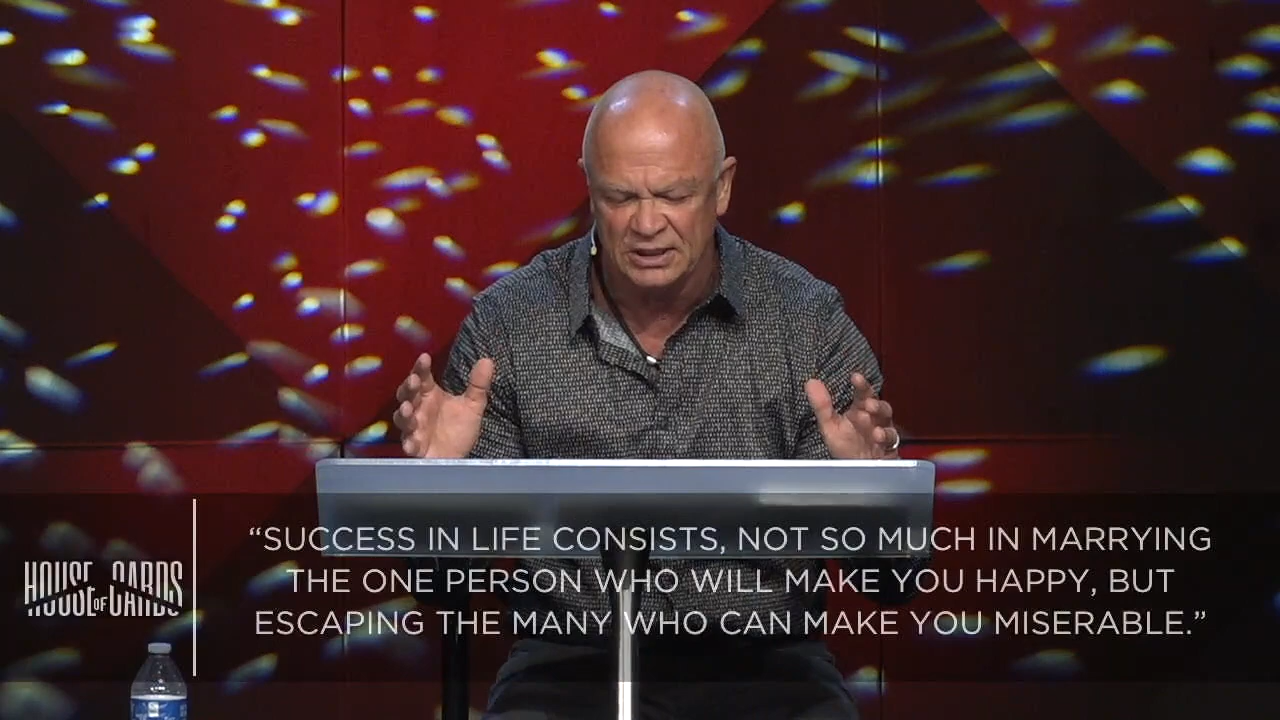 HOUSE
OF CARDS
“SUCCESS IN LIFE CONSISTS, NOT SO MUCH IN MARRYING
THE ONE PERSON WHO WILL MAKE YOU HAPPY, BUT
ESCAPING THE MANY WHO CAN MAKE YOU MISERABLE.”